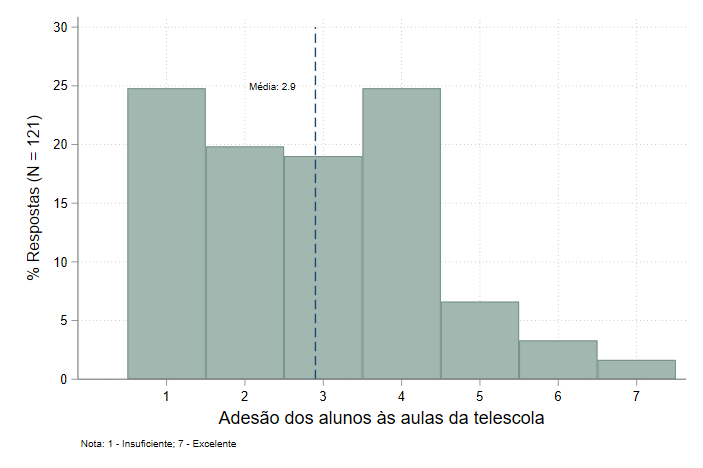 % Respostas (N = 121)
30
25
20
15
10
5
0
Média: 2.9
1 2 3 4 5 6 7
Adesão dos alunos às aulas da telescola
Nota: 1 - Insuficiente; 7 - Excelente